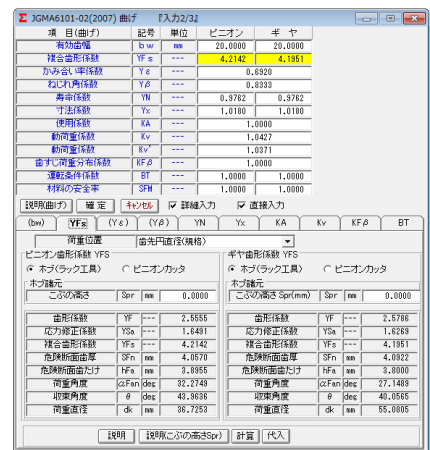 Σ JGMA6101-02(2007) 曲げ 『入力2/3』
項 目(曲げ) 記号 単位 ピニオン ギ ヤ
有効歯幅 bw mm 20.0000 20.0000
複合歯形係数 YFs --- 4.2142 4.1951
かみ合い率係数 Yε --- 0.6920
ねじれ角係数 Yβ --- 0.8333
寿命係数 YN --- 0.9762 0.9762
寸法係数 Yx --- 1.0180 1.0180
使用係数 KA --- 1.0000
動荷重係数 Kv --- 1.0427
動荷重係数 Kv' --- 1.0371
歯すじ荷重分布係数 KFβ --- 1.0000
運転条件係数 BT --- 1.0000 1.0000
材料の安全率 SFM --- 1.0000 1.0000
説明(曲げ) 確 定 キャンセル 詳細入力 直接入力
(bw) YFs (Yε) (Yβ) YN Yx KA Kv KFβ BT
荷重位置 歯先円直径(規格)
ピニオン歯形係数 YFS ギヤ歯形係数 YFS
ホブ(ラック工具) ピニオンカッタ ホブ(ラック工具) ピニオンカッタ
ホブ諸元 ホブ諸元
こぶの高さ Spr mm 0.0000 こぶの高さ Spr(mm) Spr mm 0.0000
歯形係数 YF --- 2.5555 歯形係数 YF --- 2.5786
応力修正係数 YSa --- 1.6491 応力修正係数 YSa --- 1.6269
複合歯形係数 YFs --- 4.2142 複合歯形係数 YFs --- 4.1951
危険断面歯厚 SFn mm 4.0570 危険断面歯厚 SFn mm 4.0922
危険断面歯たけ hFa mm 3.8955 危険断面歯たけ hFa mm 3.8000
荷重角度 αFan deg 32.2749 荷重角度 αFan deg 27.1489
収束角度 θ deg 43.9636 収束角度 θ deg 40.0565
荷重直径 dk mm 36.7253 荷重直径 dk mm 55.0805
説明 説明(こぶの高さSpr) 計算 代入